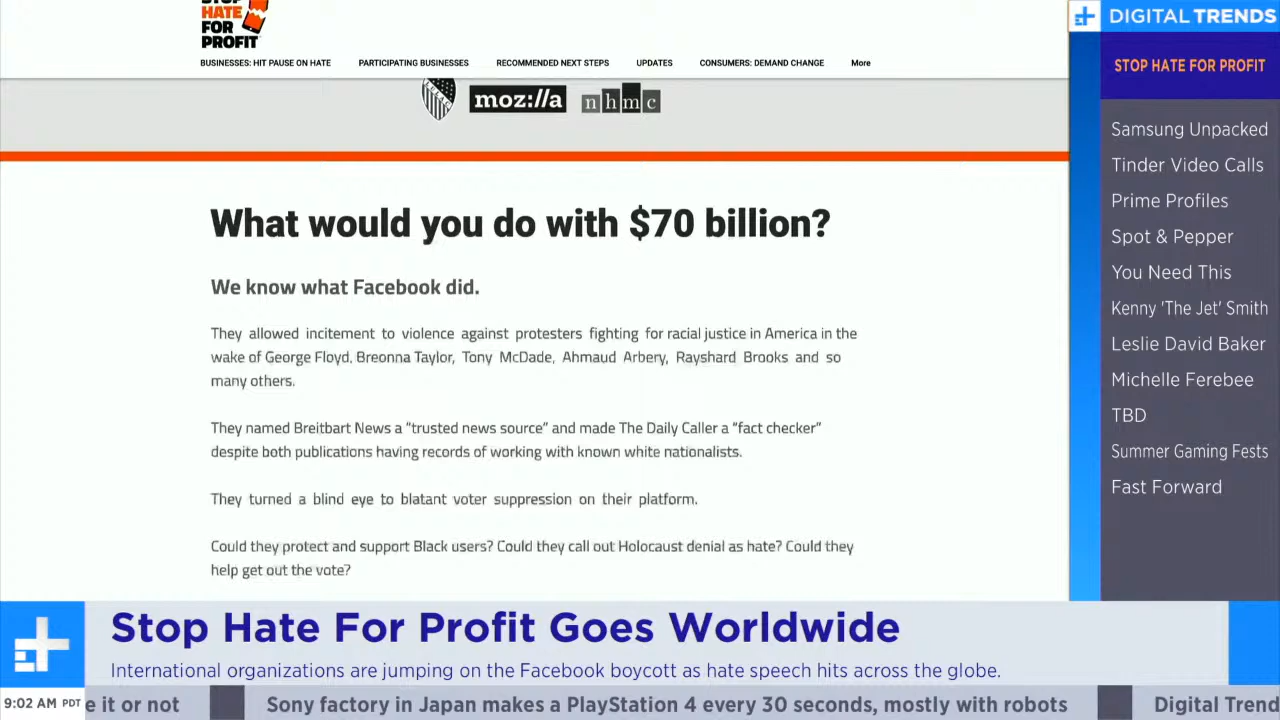 STOP
HATE
FOR
PROFIT
BUSINESSES: HIT PAUSE ON HATE
PARTICIPATING BUSINESSES
RECOMMENDED NEXT STEPS
UPDATES
CONSUMERS: DEMAND CHANGE
More
moz://a
nhmc
What would you do with $70 billion?
We know what Facebook did.
They allowed incitement to violence against protesters fighting for racial justice in America in the
wake of George Floyd, Breonna Taylor, Tony McDade, Ahmaud Arbery, Rayshard Brooks and so
many others.
They named Breitbart News a “trusted news source” and made The Daily Caller a “fact checker”
despite both publications having records of working with known white nationalists.
They turned a blind eye to blatant voter suppression on their platform.
Could they protect and support Black users? Could they call out Holocaust denial as hate? Could they
help get out the vote?
DIGITAL TRENDS
STOP HATE FOR PROFIT
Samsung Unpacked
Tinder Video Calls
Prime Profiles
Spot & Pepper
You Need This
Kenny 'The Jet' Smith
Leslie David Baker
Michelle Ferebee
TBD
Summer Gaming Fests
Fast Forward
Stop Hate For Profit Goes Worldwide
International organizations are jumping on the Facebook boycott as hate speech hits across the globe.
9:02 AM PDT
e it or not
Sony factory in Japan makes a PlayStation 4 every 30 seconds, mostly with robots
Digital Trend